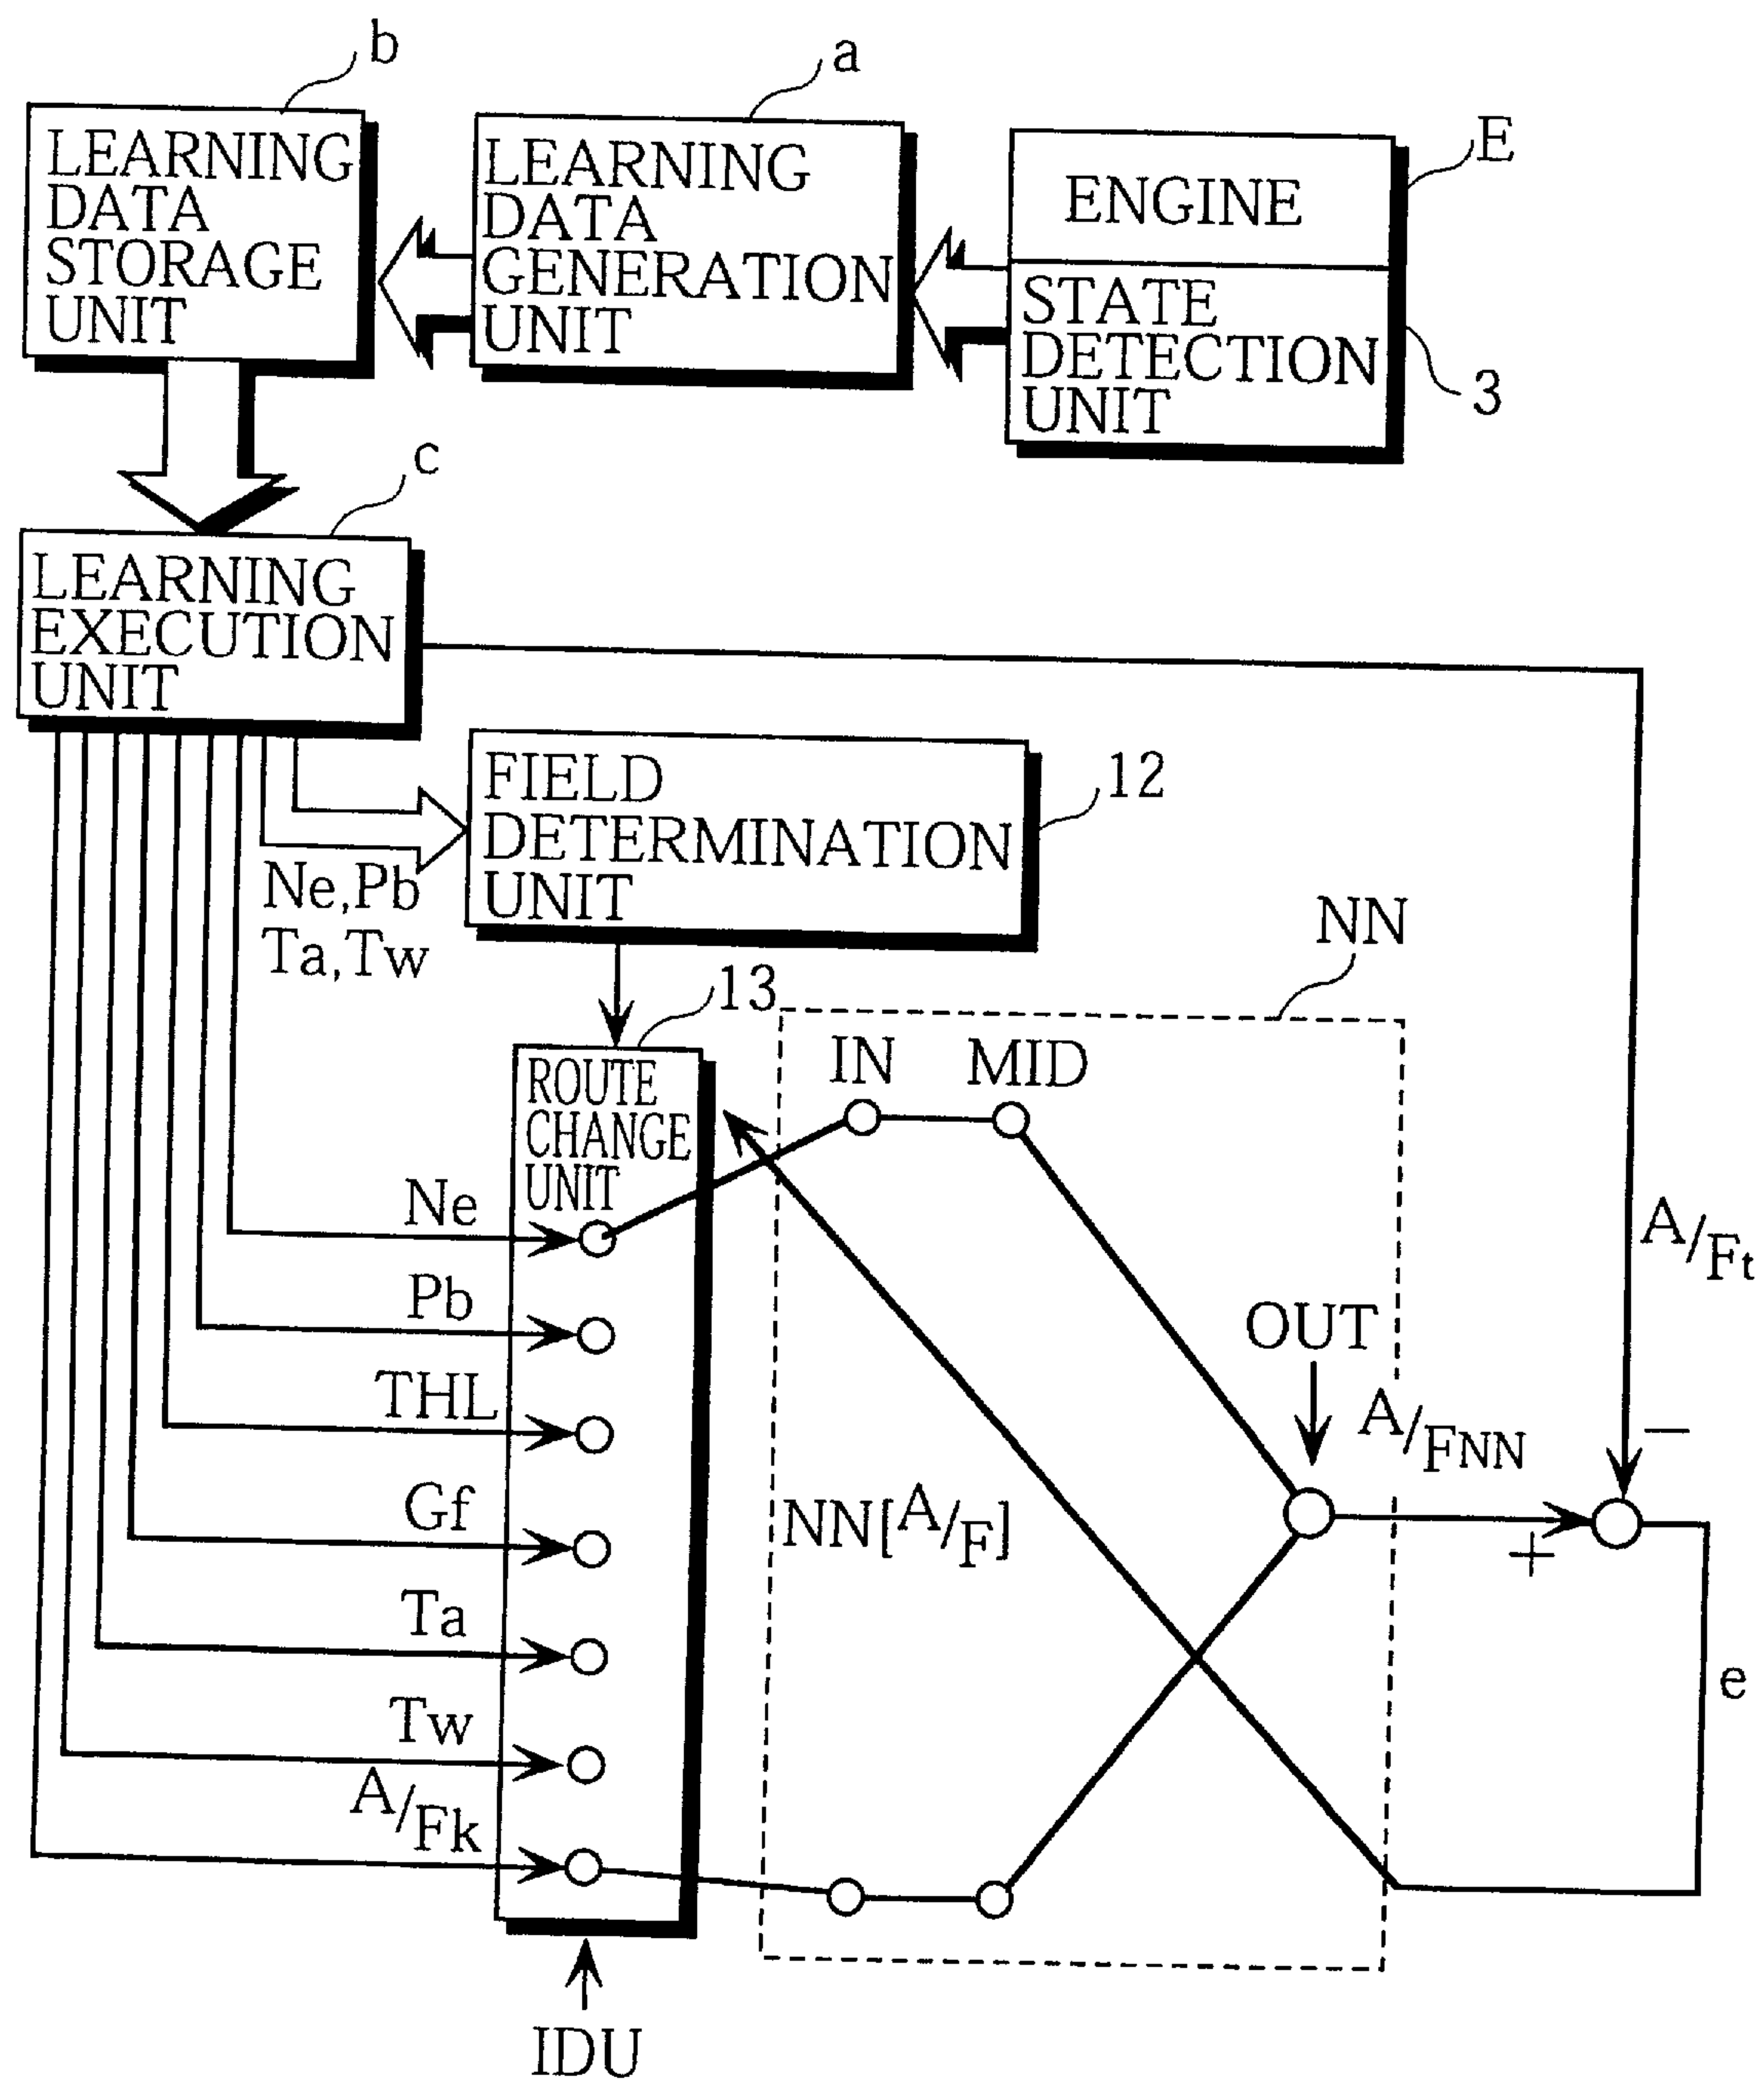 b
a
E
LEARNING
DATA
STORAGE
UNIT
LEARNING
DATA
GENERATION
UNIT
ENGINE
STATE
DETECTION
UNIT
3
c
LEARNING
EXECUTION
UNIT
FIELD
DETERMINATION
UNIT
12
Ne,Pb
Ta,Tw
NN
13
ROUTE
CHANGE
UNIT
IN
MID
Ne
Pb
THL
Gf
Ta
Tw
A/Fk
OUT
A/FNN
A/Ft
−
+
NN[A/F]
e
IDU